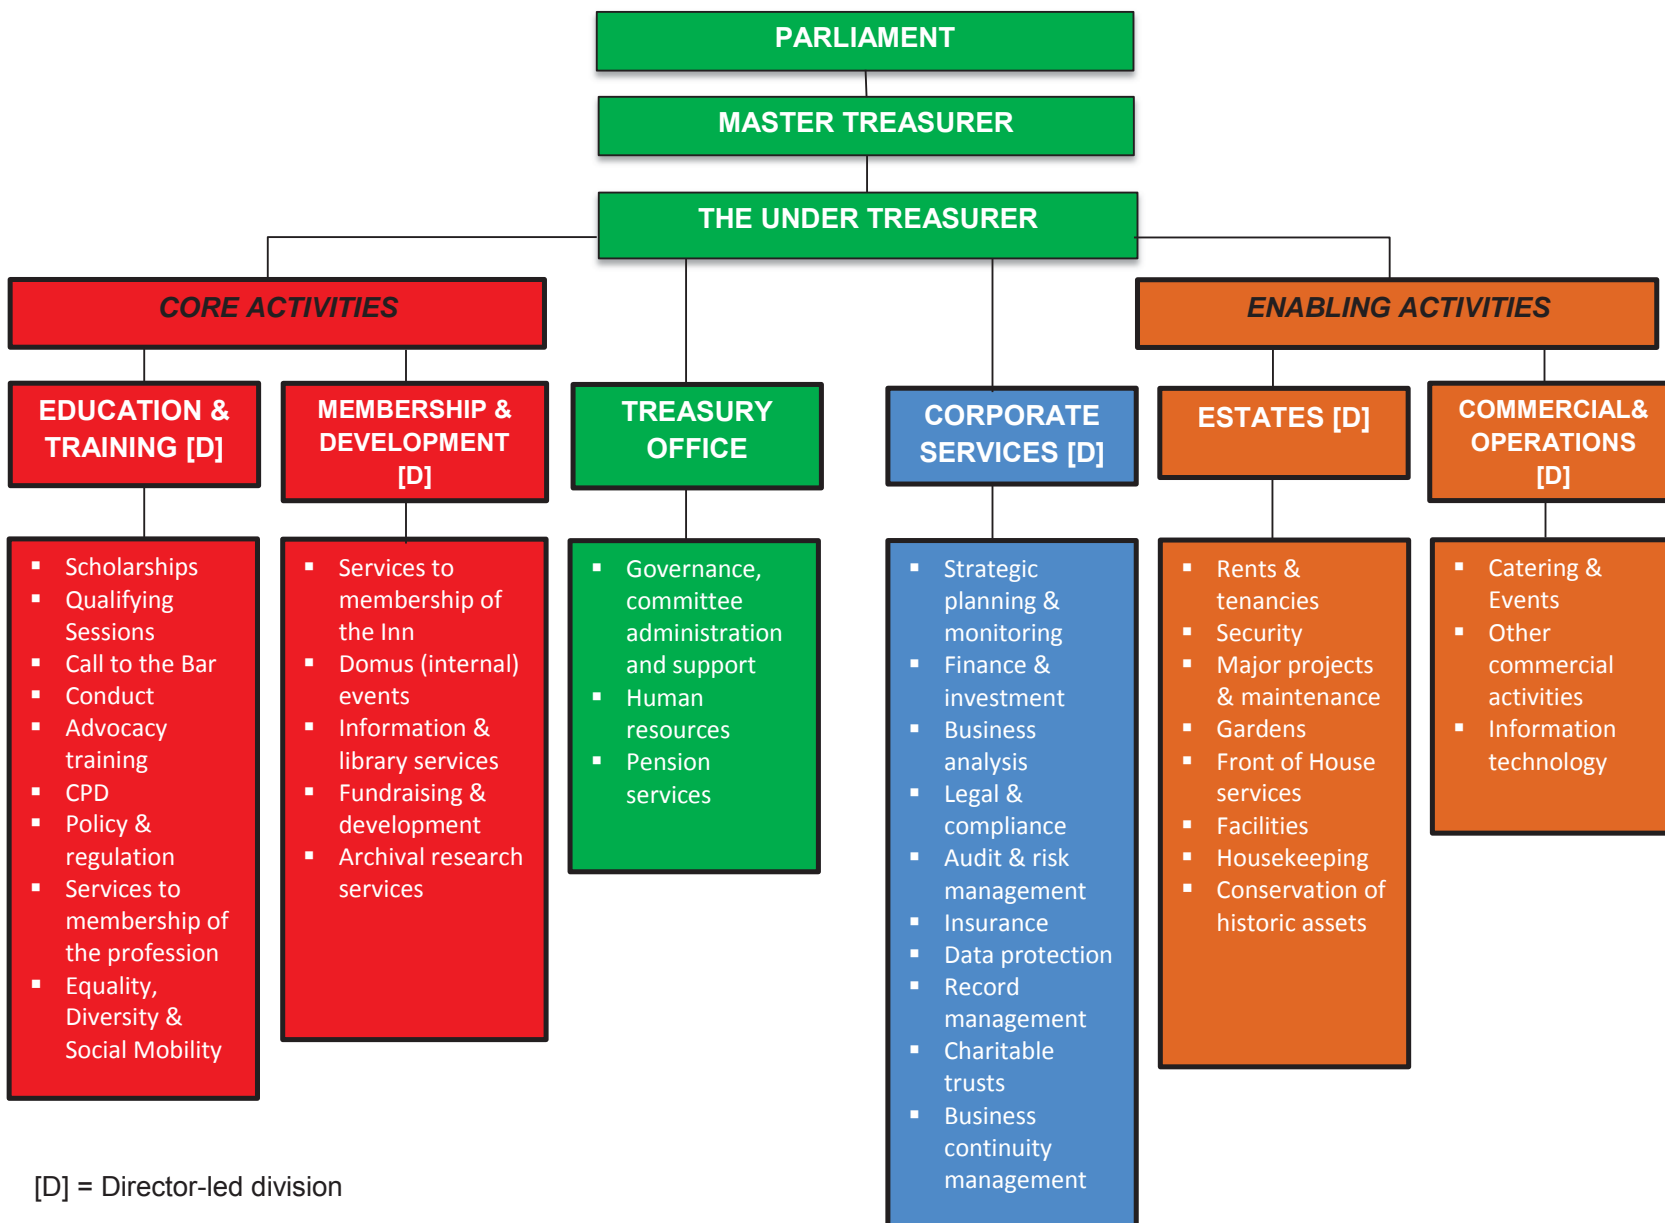 PARLIAMENT
MASTER TREASURER
THE UNDER TREASURER
CORE ACTIVITIES
ENABLING ACTIVITIES
EDUCATION &
TRAINING [D]
MEMBERSHIP &
DEVELOPMENT
[D]
TREASURY
OFFICE
CORPORATE
SERVICES [D]
ESTATES [D]
COMMERCIAL&
OPERATIONS
[D]
▪ Scholarships
▪ Qualifying
Sessions
▪ Call to the Bar
▪ Conduct
▪ Advocacy
training
▪ CPD
▪ Policy &
regulation
▪ Services to
membership of
the profession
▪ Equality,
Diversity &
Social Mobility
▪ Services to
membership of
the Inn
▪ Domus (internal)
events
▪ Information &
library services
▪ Fundraising &
development
▪ Archival research
services
▪ Governance,
committee
administration
and support
▪ Human
resources
▪ Pension
services
▪ Strategic
planning &
monitoring
▪ Finance &
investment
▪ Business
analysis
▪ Legal &
compliance
▪ Audit & risk
management
▪ Insurance
▪ Data protection
▪ Record
management
▪ Charitable
trusts
▪ Business
continuity
management
▪ Rents &
tenancies
▪ Security
▪ Major projects
& maintenance
▪ Gardens
▪ Front of House
services
▪ Facilities
▪ Housekeeping
▪ Conservation of
historic assets
▪ Catering &
Events
▪ Other
commercial
activities
▪ Information
technology
[D] = Director-led division